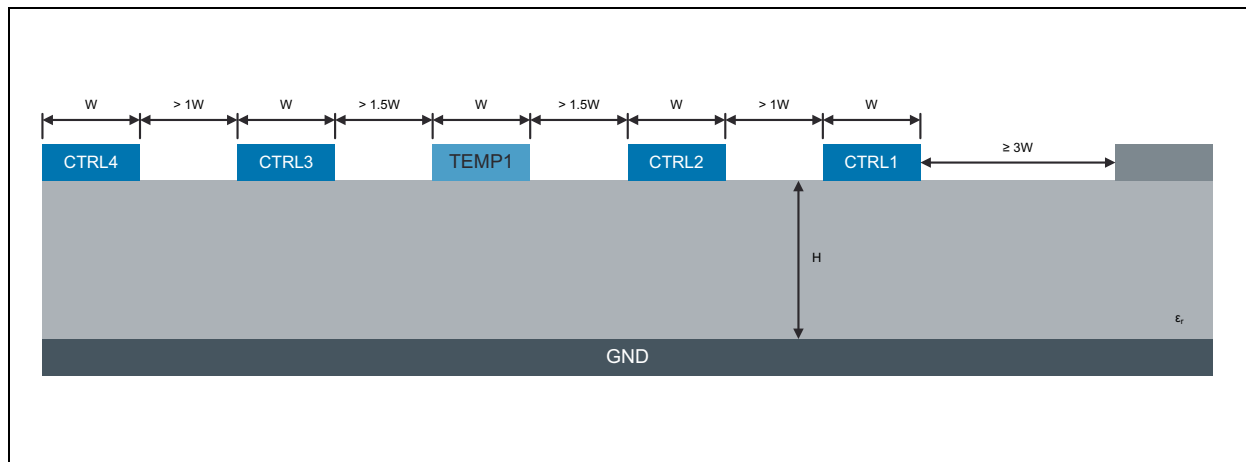 W > 1W W > 1.5W W > 1.5W W > 1W W
CTRL4 CTRL3 TEMP1 CTRL2 CTRL1 ≥ 3W
H
εr
GND